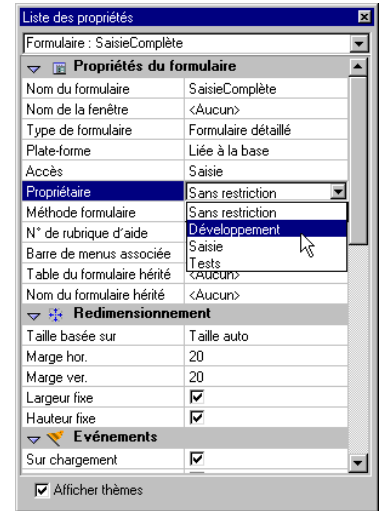 Liste des propriétés
Formulaire : SaisieComplète
Propriétés du formulaire
Nom du formulaire SaisieComplète
Nom de la fenêtre <Aucun>
Type de formulaire Formulaire détaillé
Plate-forme Liée à la base
Accès Saisie
Propriétaire Sans restriction
Méthode formulaire Sans restriction
N° de rubrique d'aide Développement
Barre de menus associée Saisie
Tests
Table du formulaire hérité <Aucun>
Nom du formulaire hérité <Aucun>
Redimensionnement
Taille basée sur Taille auto
Marge hor. 20
Marge ver. 20
Largeur fixe
Hauteur fixe
Evénements
Sur chargement
Afficher thèmes